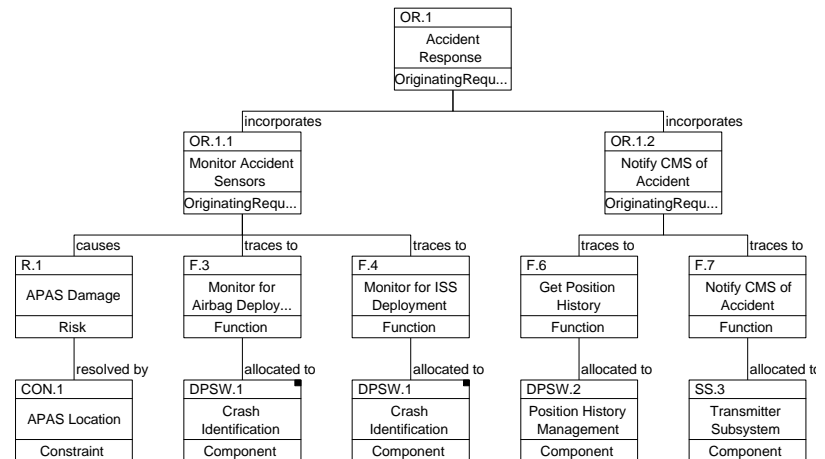 OR.1
Accident
Response
OriginatingRequ...
incorporates
incorporates
OR.1.1
Monitor Accident
Sensors
OriginatingRequ...
OR.1.2
Notify CMS of
Accident
OriginatingRequ...
causes
traces to
traces to
traces to
traces to
R.1
APAS Damage
Risk
F.3
Monitor for
Airbag Deploy...
Function
F.4
Monitor for ISS
Deployment
Function
F.6
Get Position
History
Function
F.7
Notify CMS of
Accident
Function
resolved by
allocated to
allocated to
allocated to
allocated to
CON.1
APAS Location
Constraint
DPSW.1
Crash
Identification
Component
DPSW.1
Crash
Identification
Component
DPSW.2
Position History
Management
Component
SS.3
Transmitter
Subsystem
Component